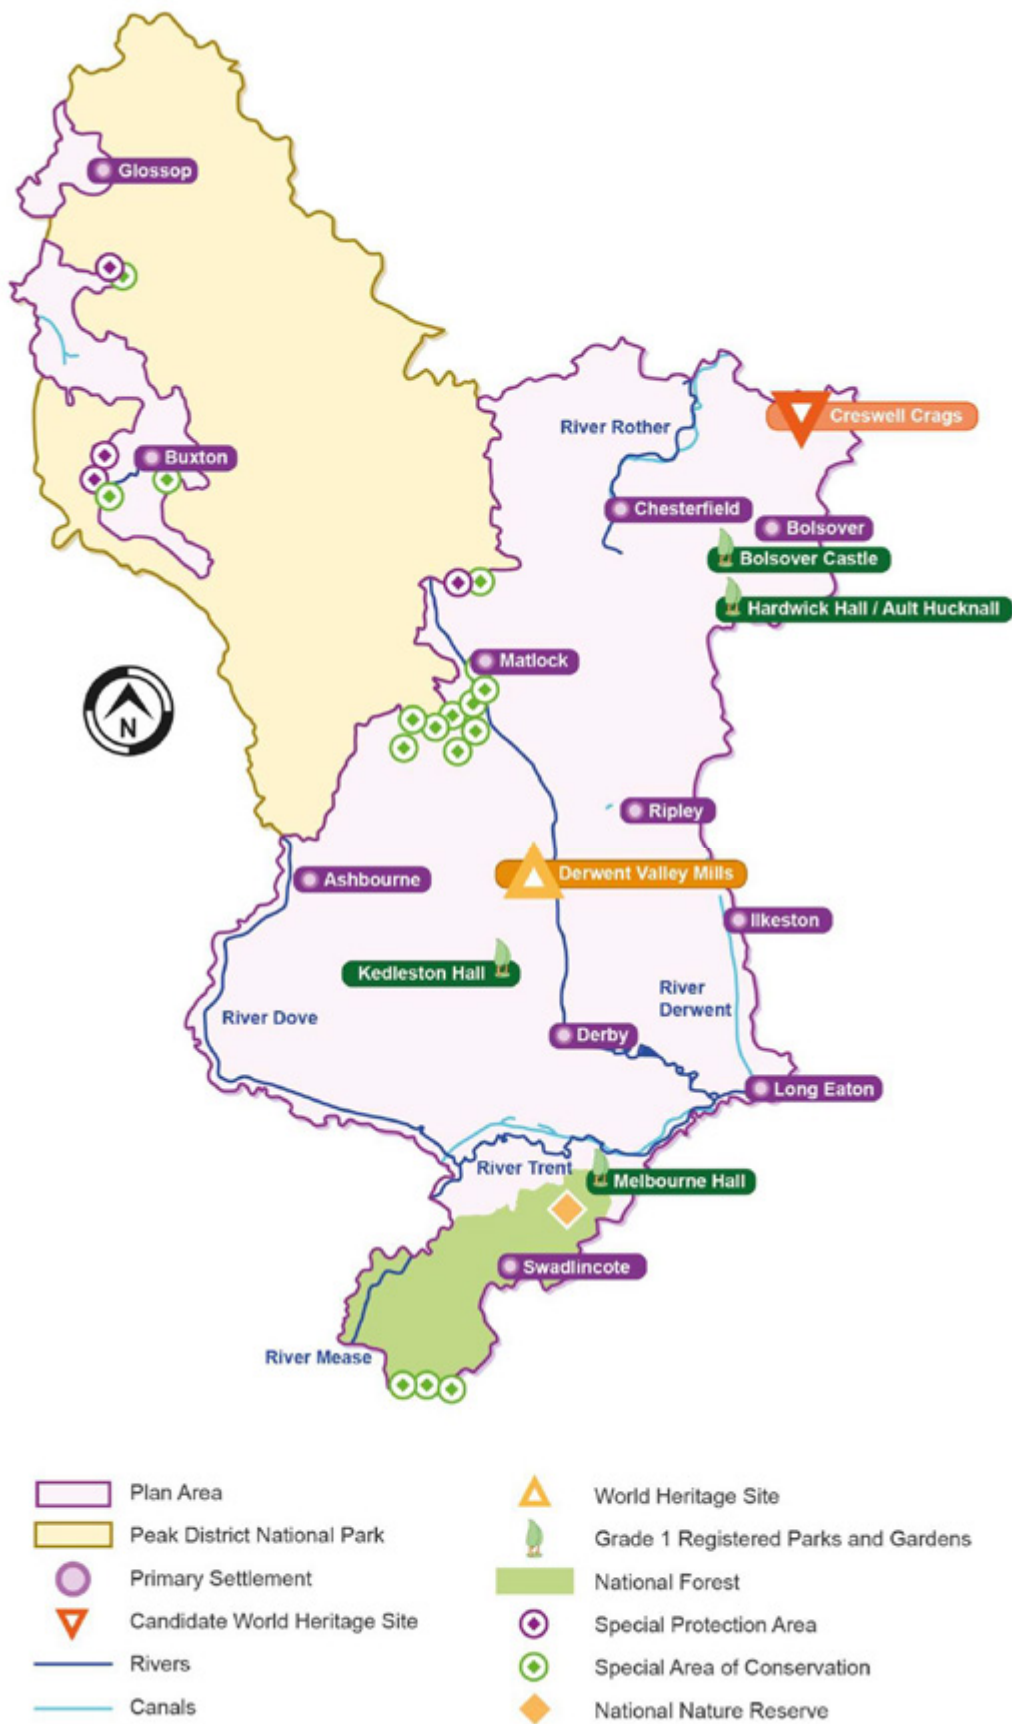 Glossop
Buxton
River Rother
Creswell Crags
Chesterfield
Bolsover
Bolsover Castle
Hardwick Hall / Ault Hucknall
Matlock
N
Ripley
Ashbourne
Derwent Valley Mills
Ilkeston
Kedleston Hall
River
Derwent
River Dove
Derby
Long Eaton
River Trent
Melbourne Hall
Swadlincote
River Mease
Plan Area
Peak District National Park
Primary Settlement
Candidate World Heritage Site
Rivers
Canals
World Heritage Site
Grade 1 Registered Parks and Gardens
National Forest
Special Protection Area
Special Area of Conservation
National Nature Reserve